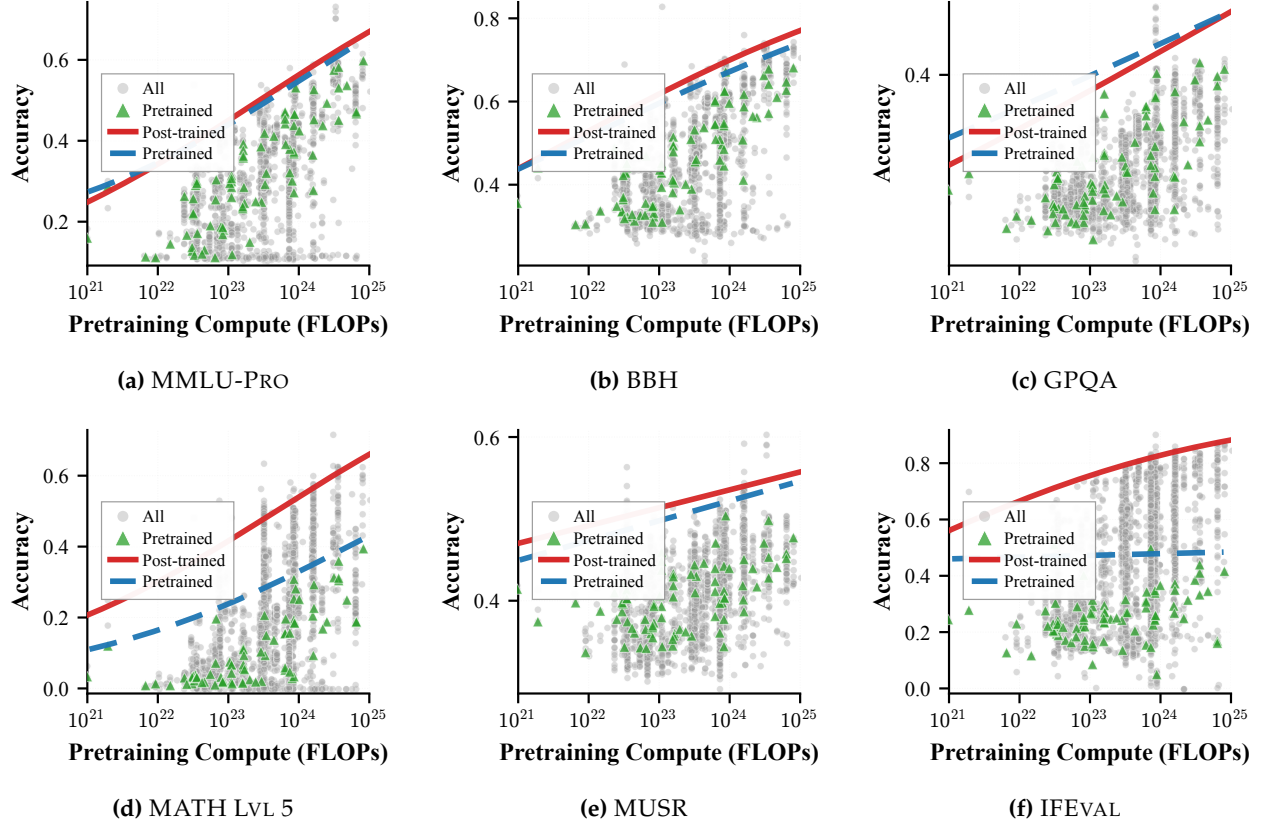 0.6
0.4
0.2
Accuracy
All
Pretrained
Post-trained
Pretrained
10^21 10^22 10^23 10^24 10^25
Pretraining Compute (FLOPs)
(a) MMLU-PRO
0.8
0.6
0.4
Accuracy
All
Pretrained
Post-trained
Pretrained
10^21 10^22 10^23 10^24 10^25
Pretraining Compute (FLOPs)
(b) BBH
0.4
Accuracy
All
Pretrained
Post-trained
Pretrained
10^21 10^22 10^23 10^24 10^25
Pretraining Compute (FLOPs)
(c) GPQA
0.6
0.4
0.2
0.0
Accuracy
All
Pretrained
Post-trained
Pretrained
10^21 10^22 10^23 10^24 10^25
Pretraining Compute (FLOPs)
(d) MATH LVL 5
0.6
0.4
Accuracy
All
Pretrained
Post-trained
Pretrained
10^21 10^22 10^23 10^24 10^25
Pretraining Compute (FLOPs)
(e) MUSR
0.8
0.6
0.4
0.2
0.0
Accuracy
All
Pretrained
Post-trained
Pretrained
10^21 10^22 10^23 10^24 10^25
Pretraining Compute (FLOPs)
(f) IFEVAL